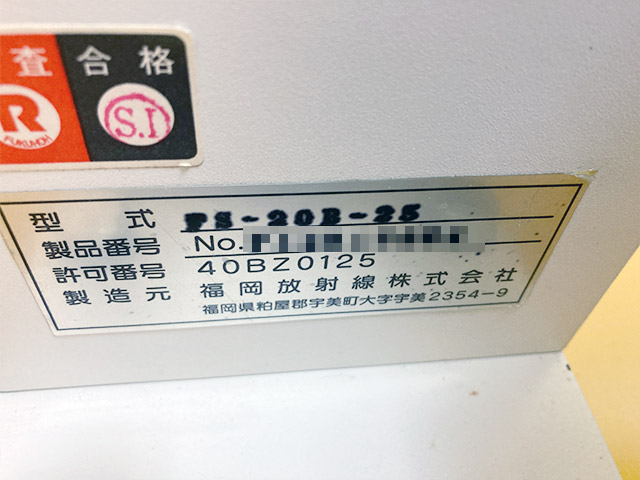 査合格
R
FUKUHOH
S.I
型式 FS-20B-25
製品番号 No.
許可番号 40BZ0125
製造元 福岡放射線株式会社
福岡県粕屋郡宇美町大字宇美2354-9